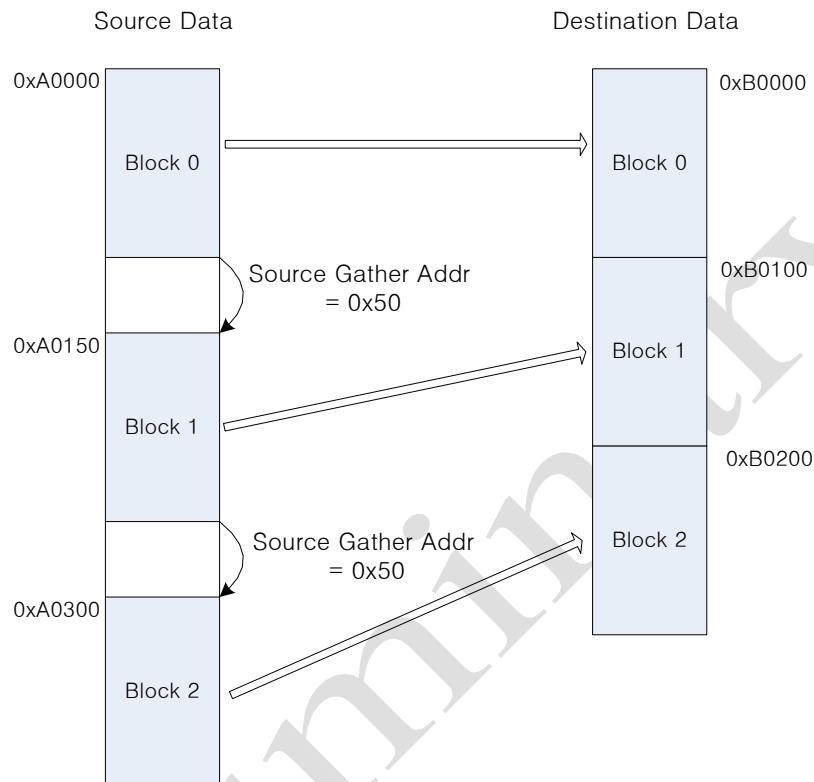 Source Data
Destination Data
0xA0000
0xB0000
Block 0
Block 0
Source Gather Addr
= 0x50
0xB0100
0xA0150
Block 1
Block 1
0xB0200
Source Gather Addr
= 0x50
Block 2
0xA0300
Block 2